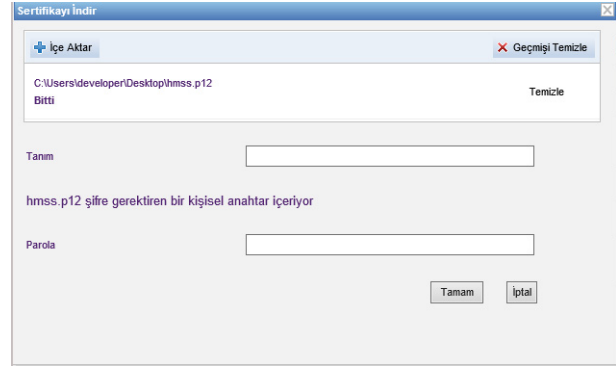 Sertifikayı İndir
İçe Aktar
Geçmişi Temizle
C:\Users\developer\Desktop\hmss.p12
Bitti
Temizle
Tanım
hmss.p12 şifre gerektiren bir kişisel anahtar içeriyor
Parola
Tamam
İptal